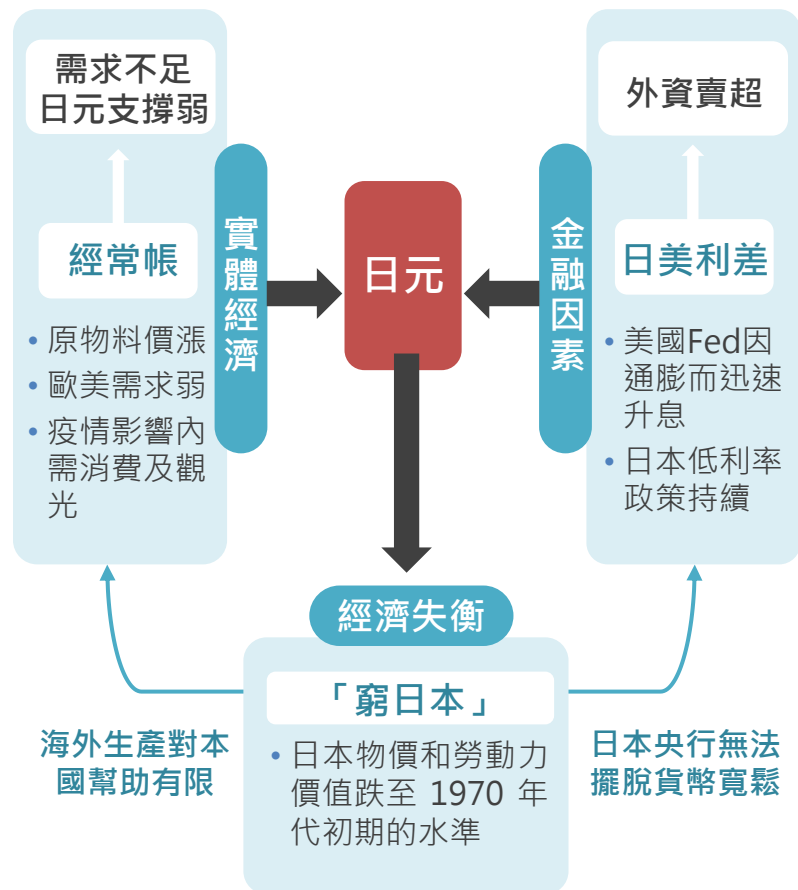 需求不足
日元支撐弱
經常帳
• 原物料價漲
• 歐美需求弱
• 疫情影響內
需消費及觀
光
實體經濟
日元
金融因素
外資賣超
日美利差
• 美國Fed因
通膨而迅速
升息
• 日本低利率
政策持續
經濟失衡
「窮日本」
• 日本物價和勞動力
價值跌至 1970 年
代初期的水準
海外生產對本
國幫助有限
日本央行無法
擺脫貨幣寬鬆